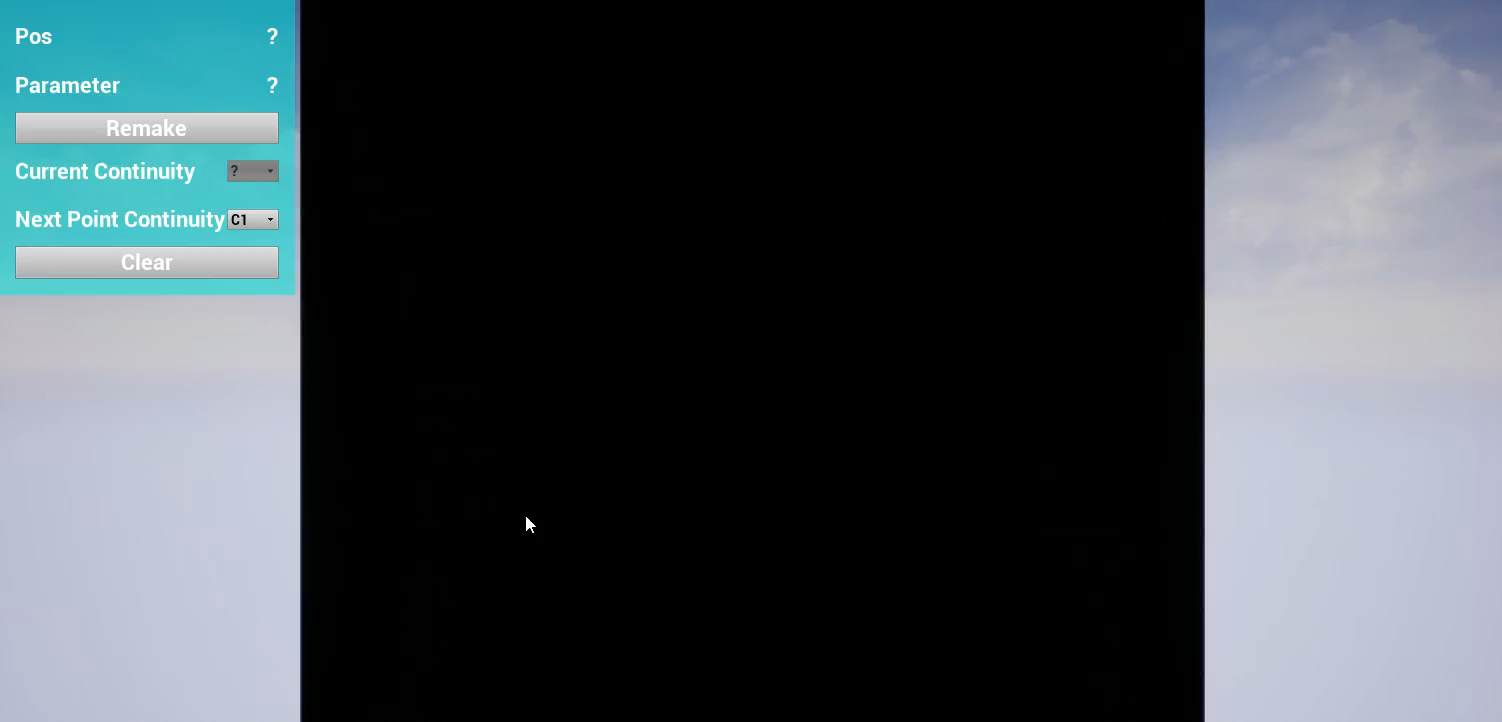 Pos ?
Parameter ?
Remake
Current Continuity ?
Next Point Continuity C1
Clear